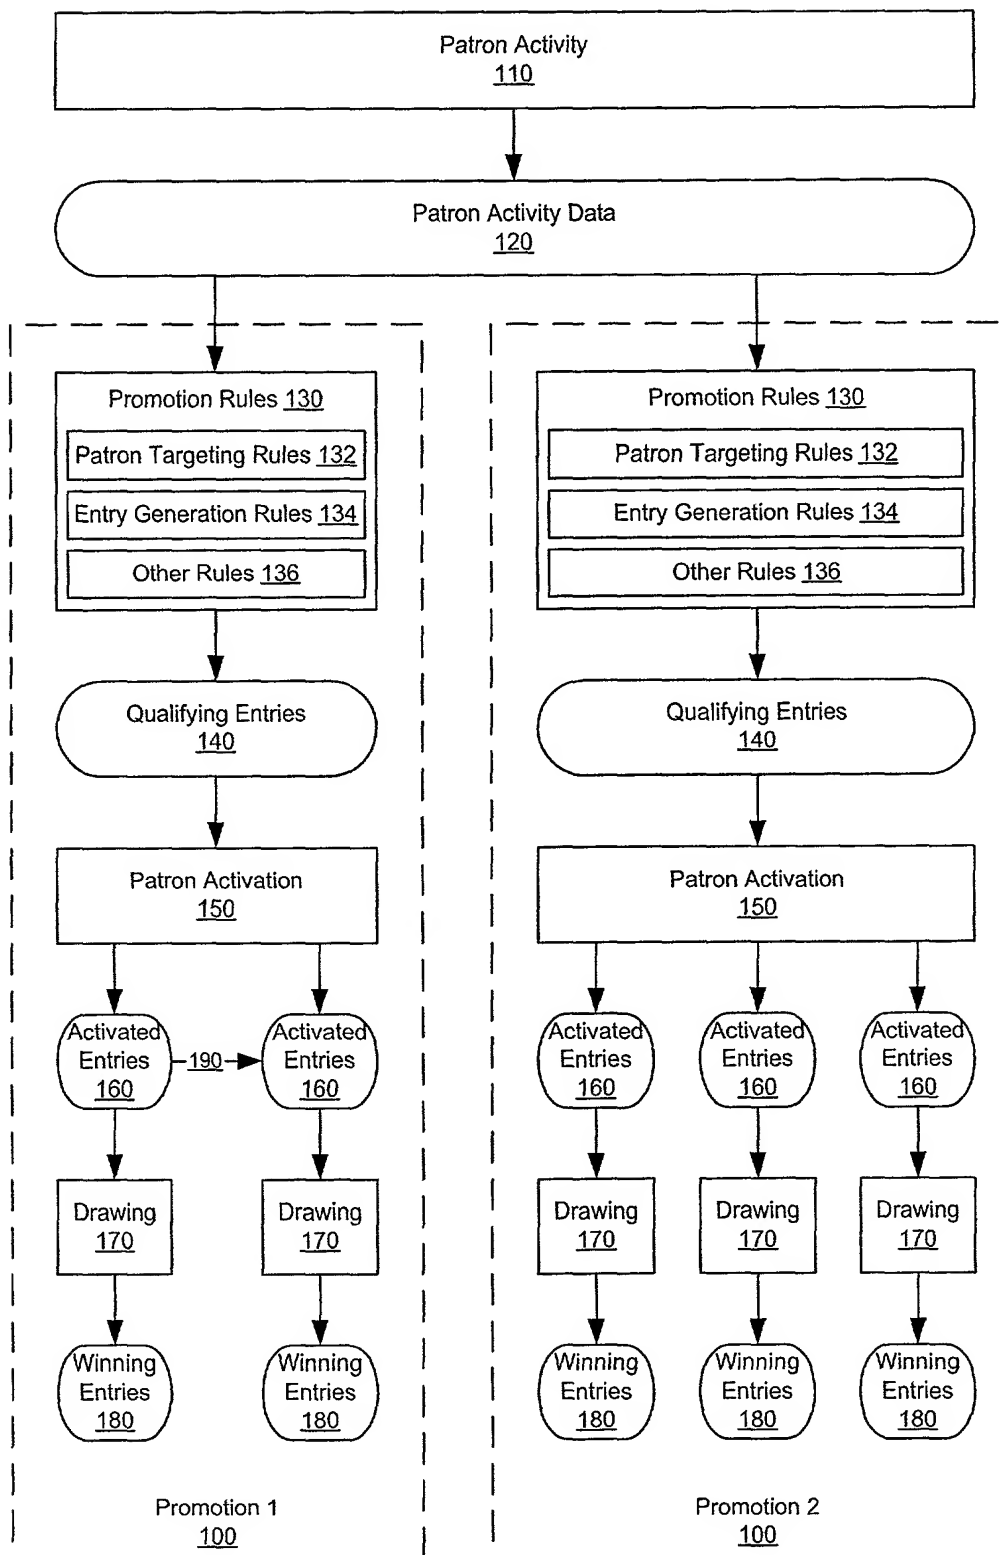 Patron Activity
110
Patron Activity Data
120
Promotion Rules 130
Patron Targeting Rules 132
Entry Generation Rules 134
Other Rules 136
Qualifying Entries
140
Patron Activation
150
Activated
Entries
160
190
Activated
Entries
160
Drawing
170
Drawing
170
Winning
Entries
180
Winning
Entries
180
Promotion 1
100
Promotion Rules 130
Patron Targeting Rules 132
Entry Generation Rules 134
Other Rules 136
Qualifying Entries
140
Patron Activation
150
Activated
Entries
160
Activated
Entries
160
Activated
Entries
160
Drawing
170
Drawing
170
Drawing
170
Winning
Entries
180
Winning
Entries
180
Winning
Entries
180
Promotion 2
100